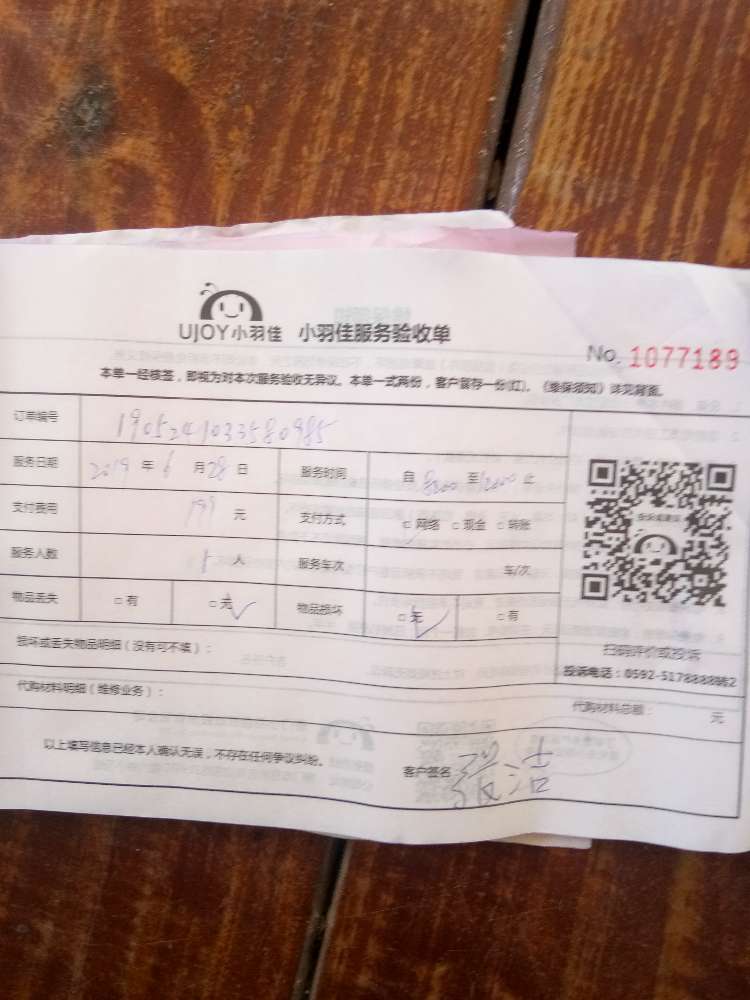 UJOY小羽佳 小羽佳服务验收单
No. 1077189
本单一经核签，即视为对本次服务验收无异议。本单一式两份，客户留存一份(红)。《维保须知》详见背面。
订单编号 1905241033580985
服务日期 2019 年 6 月 28 日 服务时间 自 8:00 至 12:00 止
支付费用 199 元 支付方式 □网络 □现金 □转账
服务人数 1 人 服务车次 车/次
物品丢失 □有 □无 物品损坏 □无 □有
扫码评价或投诉
投诉电话：0592-5178888转2
损坏或丢失物品明细（没有可不填）：
代购材料明细（维修业务）： 代购材料总额： 元
以上填写信息已经本人确认无误，不存在任何争议纠纷。 客户签名